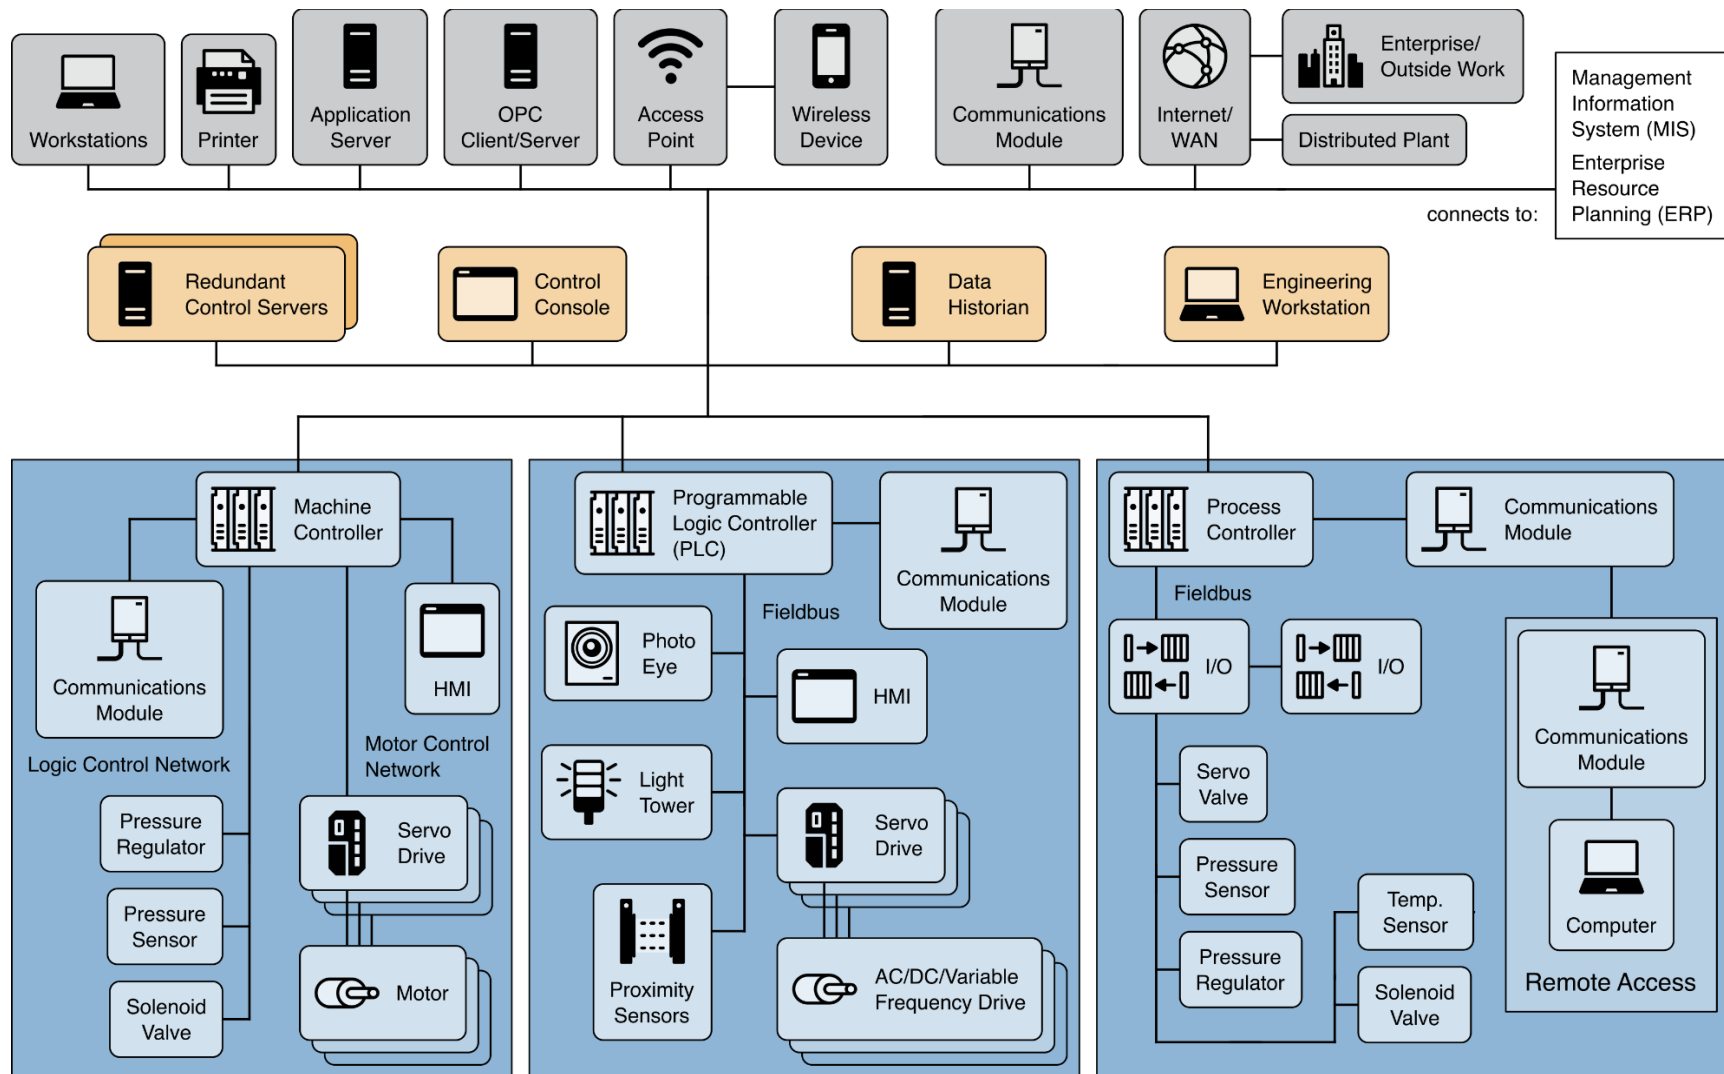 Workstations
Printer
Application
Server
OPC
Client/Server
Access
Point
Wireless
Device
Communications
Module
Internet/
WAN
Enterprise/
Outside Work
Distributed Plant
Management
Information
System (MIS)
Enterprise
Resource
Planning (ERP)
connects to:
Redundant
Control Servers
Control
Console
Data
Historian
Engineering
Workstation
Machine
Controller
Communications
Module
HMI
Logic Control Network
Motor Control
Network
Pressure
Regulator
Pressure
Sensor
Solenoid
Valve
Servo
Drive
Motor
Programmable
Logic Controller
(PLC)
Communications
Module
Fieldbus
Photo
Eye
HMI
Light
Tower
Servo
Drive
Proximity
Sensors
AC/DC/Variable
Frequency Drive
Process
Controller
Communications
Module
Fieldbus
I/O
I/O
Servo
Valve
Pressure
Sensor
Pressure
Regulator
Temp.
Sensor
Solenoid
Valve
Communications
Module
Computer
Remote Access